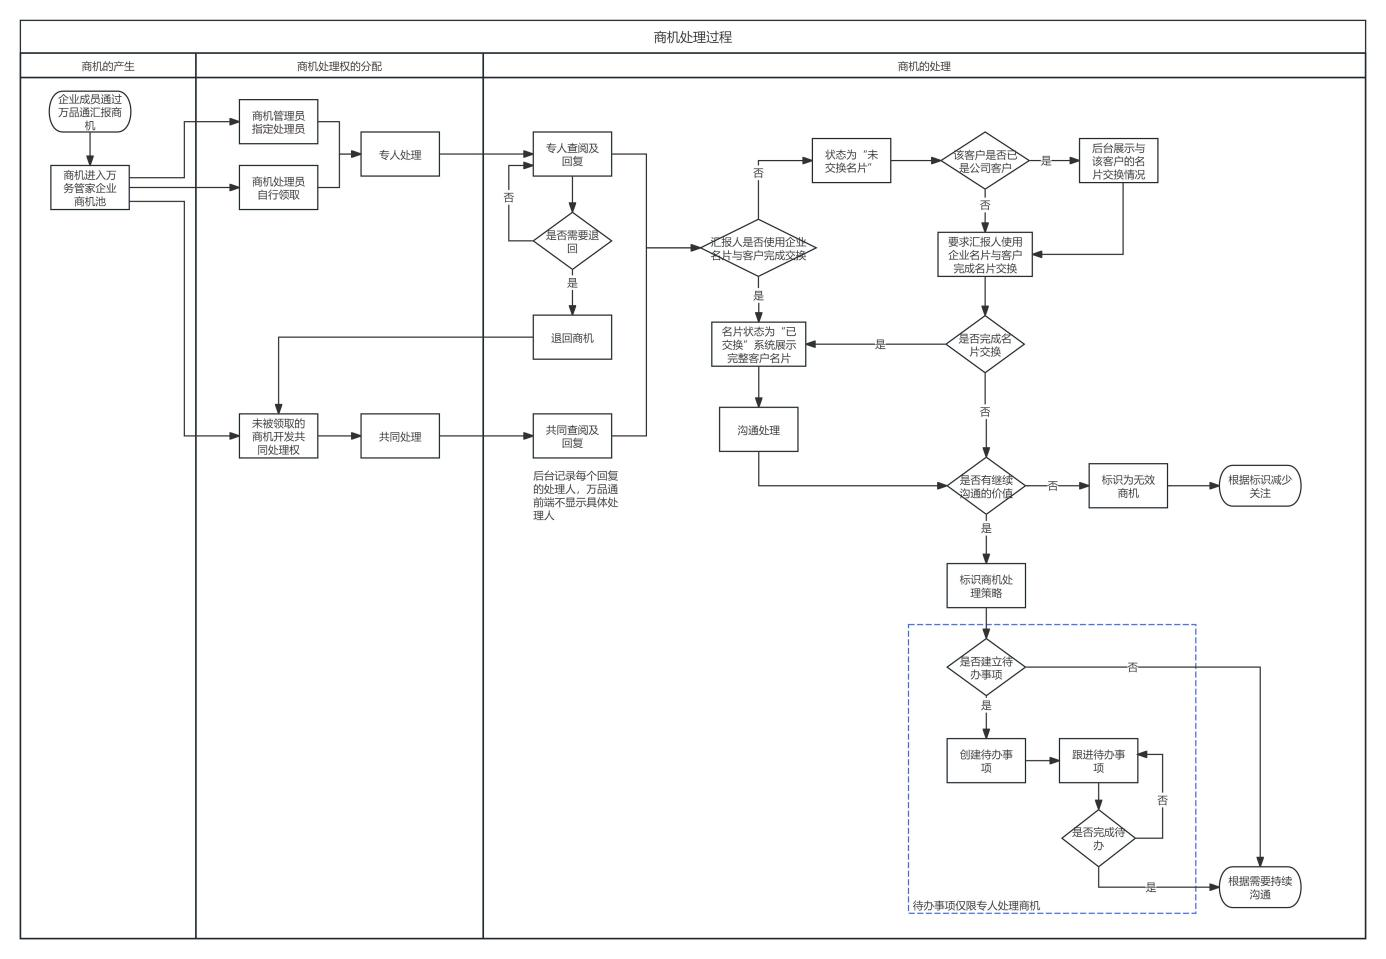 商机处理过程
商机的产生
商机处理权的分配
商机的处理
企业成员通过
万品通汇报商
机
商机进入万
务管家企业
商机池
商机管理员
指定处理员
商机处理员
自行领取
专人处理
未被领取的
商机开发共
同处理权
共同处理
专人查阅及
回复
否
是否需要退
回
是
退回商机
共同查阅及
回复
后台记录每个回复
的处理人，万品通
前端不显示具体处
理人
汇报人是否使用企业
名片与客户完成交换
否
状态为“未
交换名片”
该客户是否已
是公司客户
是
后台展示与
该客户的名
片交换情况
否
要求汇报人使用
企业名片与客户
完成名片交换
是
名片状态为“已
交换”系统展示
完整客户名片
是
是否完成名
片交换
沟通处理
否
是否有继续
沟通的价值
否
标识为无效
商机
根据标识减少
关注
是
标识商机处
理策略
是否建立待
办事项
否
是
创建待办事
项
跟进待办事
项
否
是否完成待
办
是
根据需要持续
沟通
待办事项仅限专人处理商机